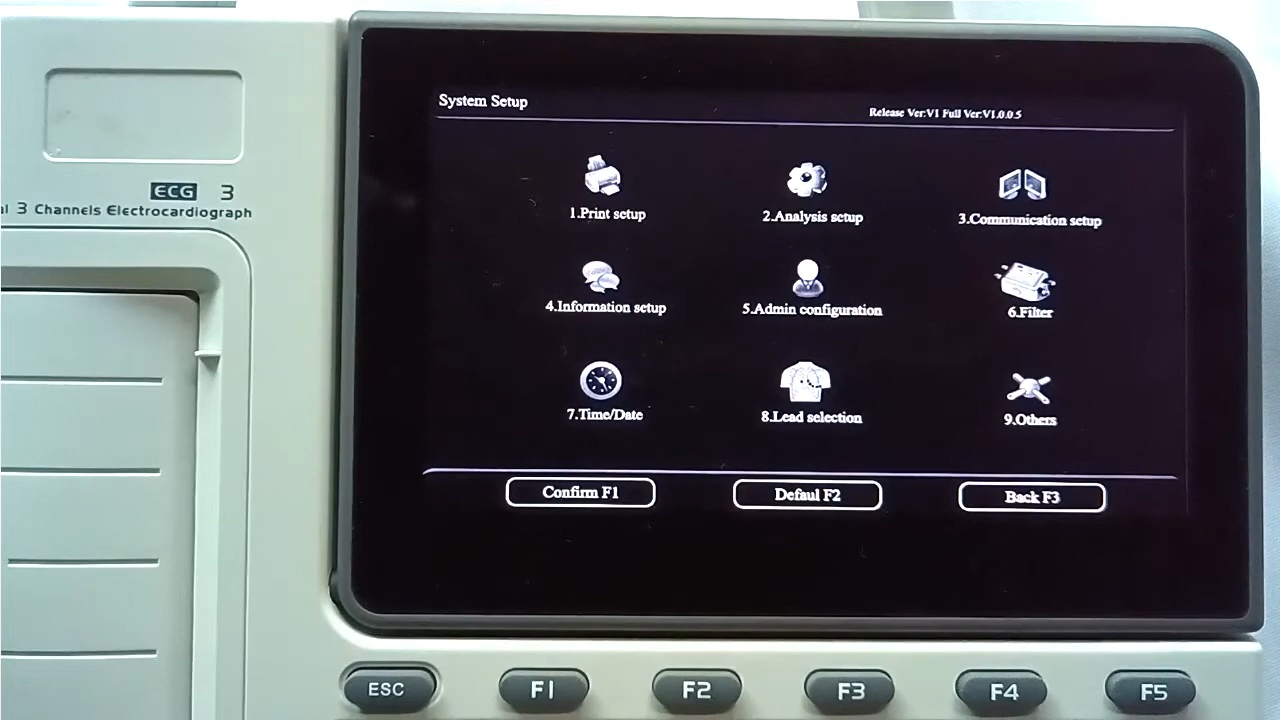 System Setup
Release Ver:V1 Full Ver:V1.0.0.5
1.Print setup
2.Analysis setup
3.Communication setup
4.Information setup
5.Admin configuration
6.Filter
7.Time/Date
8.Lead selection
9.Others
Confirm F1
Defaul F2
Back F3
ECG 3
3 Channels Electrocardiograph
ESC
F1
F2
F3
F4
F5